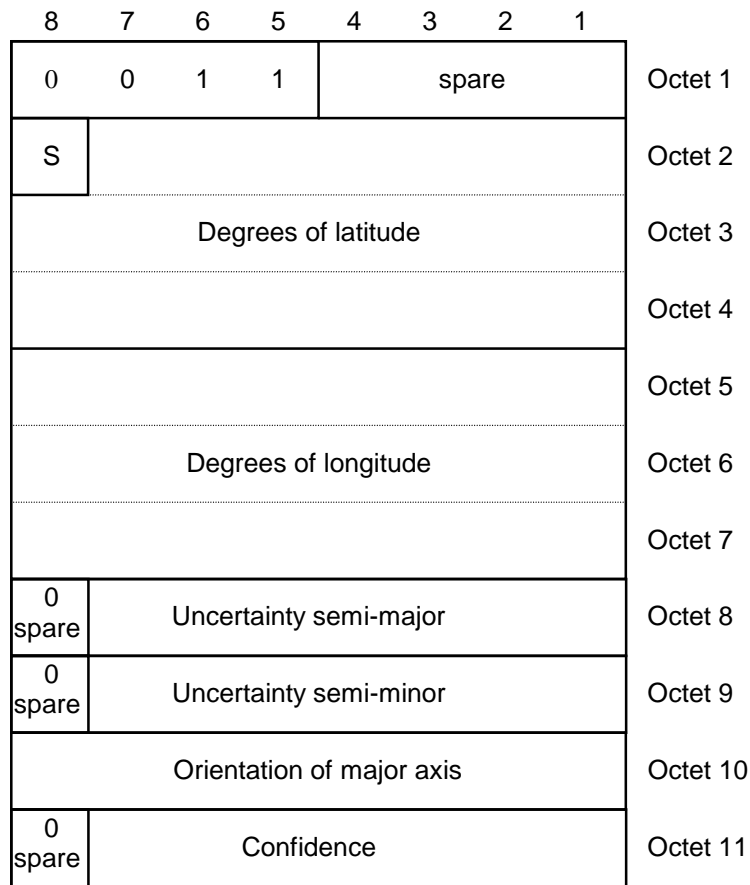 8 7 6 5 4 3 2 1
0 0 1 1 spare Octet 1
S Octet 2
Degrees of latitude Octet 3
Octet 4
Octet 5
Degrees of longitude Octet 6
Octet 7
0
spare Uncertainty semi-major Octet 8
0
spare Uncertainty semi-minor Octet 9
Orientation of major axis Octet 10
0
spare Confidence Octet 11